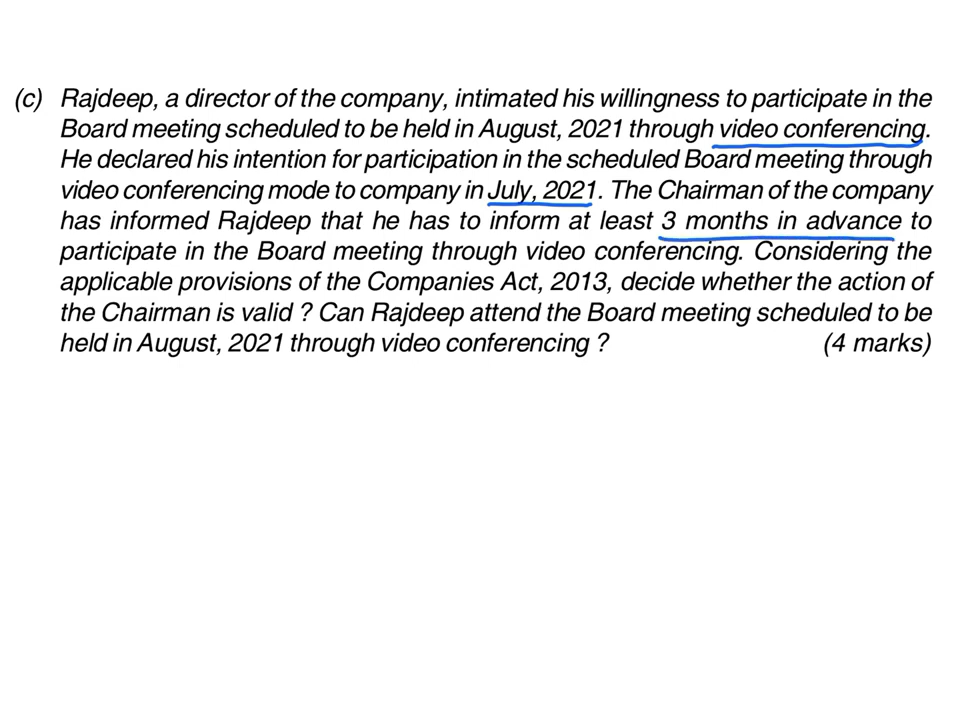 (c) Rajdeep, a director of the company, intimated his willingness to participate in the
Board meeting scheduled to be held in August, 2021 through video conferencing.
He declared his intention for participation in the scheduled Board meeting through
video conferencing mode to company in July, 2021. The Chairman of the company
has informed Rajdeep that he has to inform at least 3 months in advance to
participate in the Board meeting through video conferencing. Considering the
applicable provisions of the Companies Act, 2013, decide whether the action of
the Chairman is valid ? Can Rajdeep attend the Board meeting scheduled to be
held in August, 2021 through video conferencing ? (4 marks)